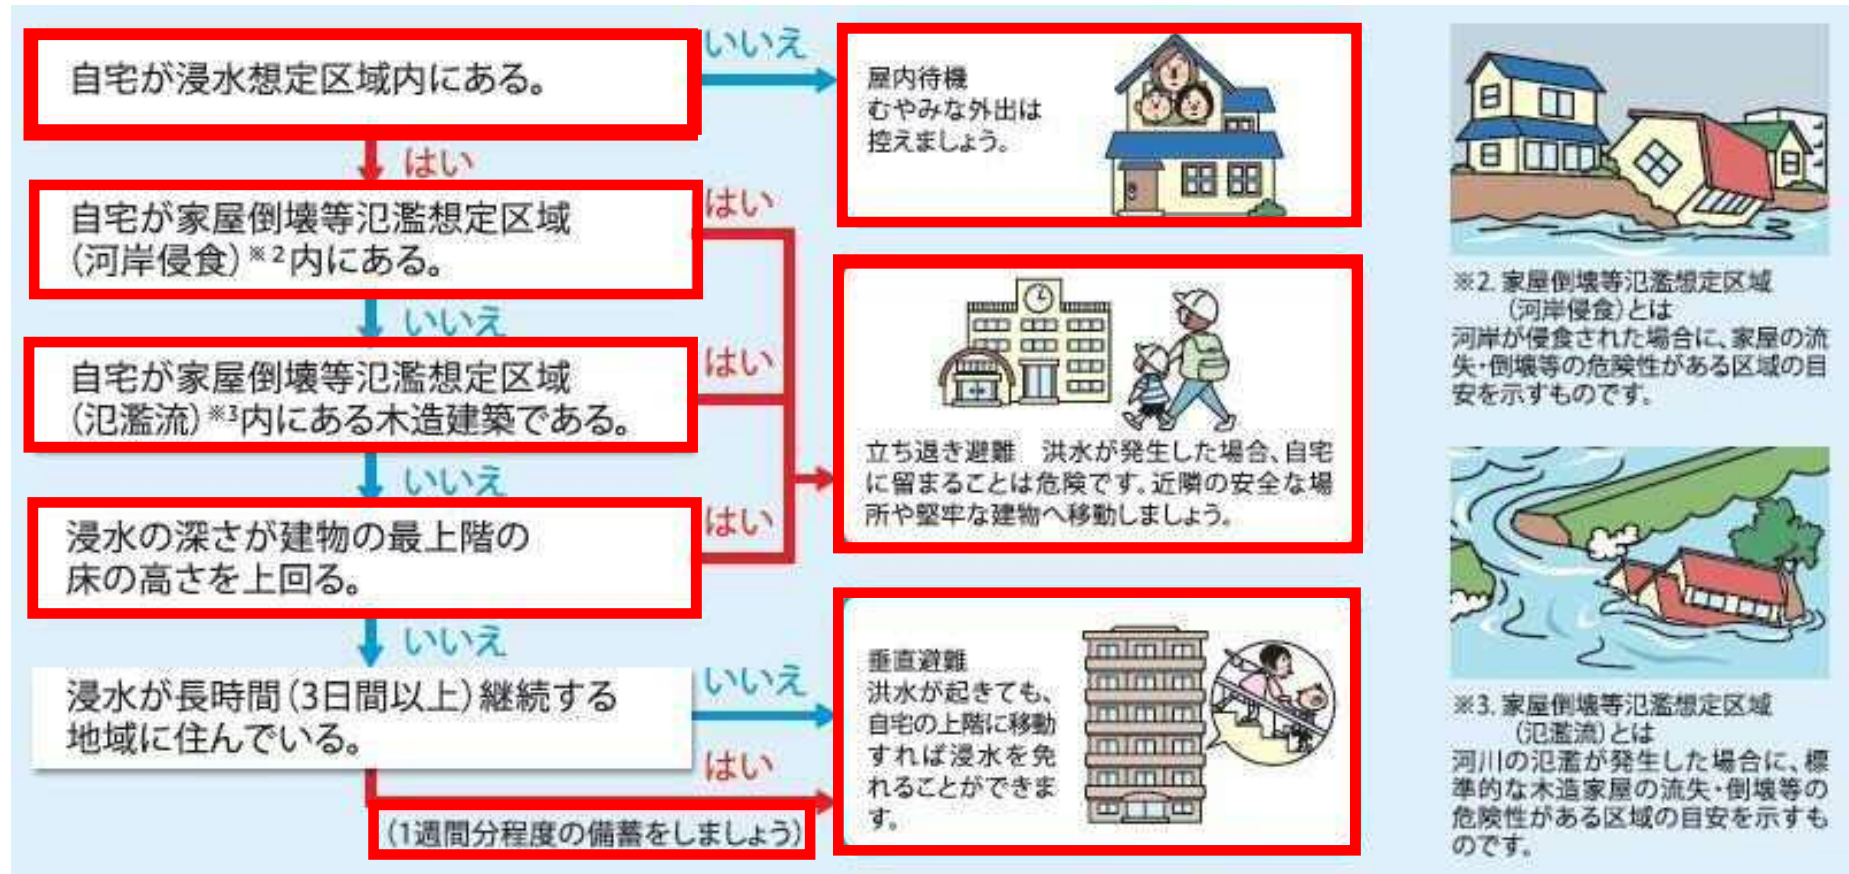 自宅が浸水想定区域内にある。
いいえ
はい
屋内待機
むやみな外出は
控えましょう。
自宅が家屋倒壊等氾濫想定区域
（河岸侵食）※2内にある。
はい
いいえ
自宅が家屋倒壊等氾濫想定区域
（氾濫流）※3内にある木造建築である。
はい
いいえ
浸水の深さが建物の最上階の
床の高さを上回る。
はい
いいえ
立ち退き避難　洪水が発生した場合、自宅
に留まることは危険です。近隣の安全な場
所や堅牢な建物へ移動しましょう。
浸水が長時間（3日間以上）継続する
地域に住んでいる。
いいえ
はい
（1週間分程度の備蓄をしましょう）
垂直避難
洪水が起きても、
自宅の上階に移動
すれば浸水を免
れることができま
す。
※2. 家屋倒壊等氾濫想定区域
（河岸侵食）とは
河岸が侵食された場合に、家屋の流
失・倒壊等の危険性がある区域の目
安を示すものです。
※3. 家屋倒壊等氾濫想定区域
（氾濫流）とは
河川の氾濫が発生した場合に、標
準的な木造家屋の流失・倒壊等の
危険性がある区域の目安を示すも
のです。